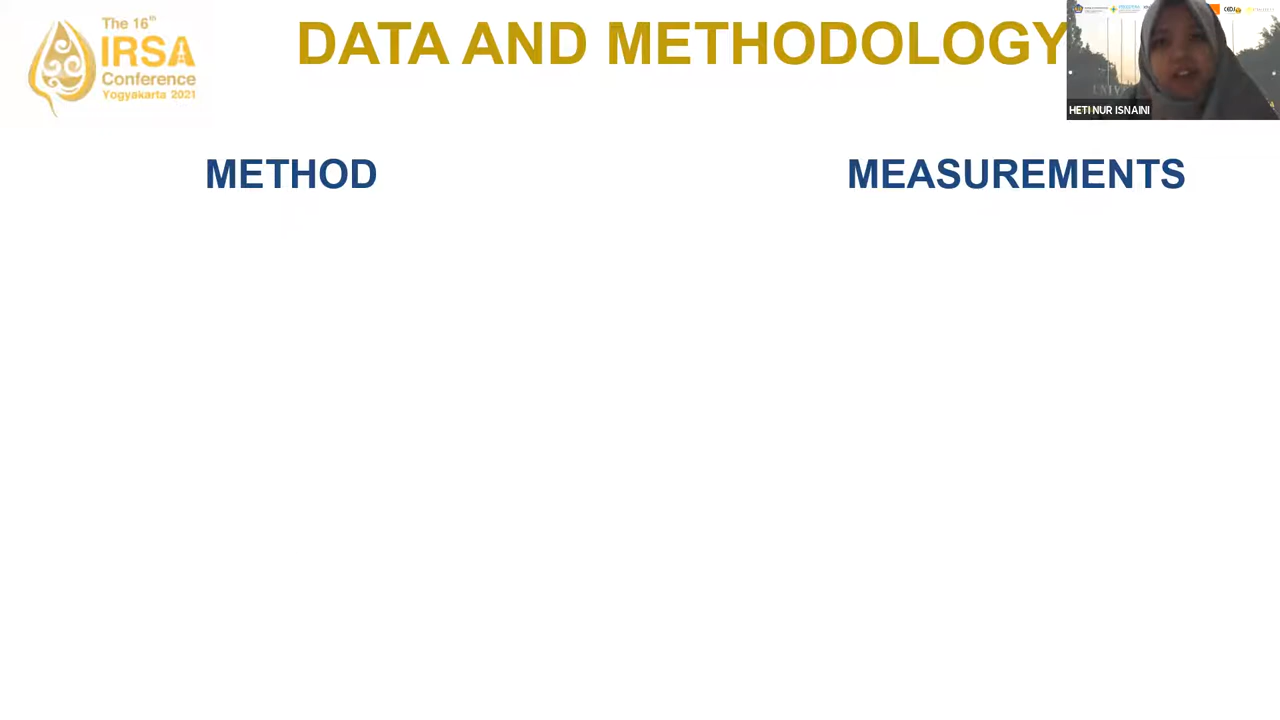 The 16th
IRSA
Conference
Yogyakarta 2021
DATA AND METHODOLOGY
HETI NUR ISNAINI
METHOD
MEASUREMENTS